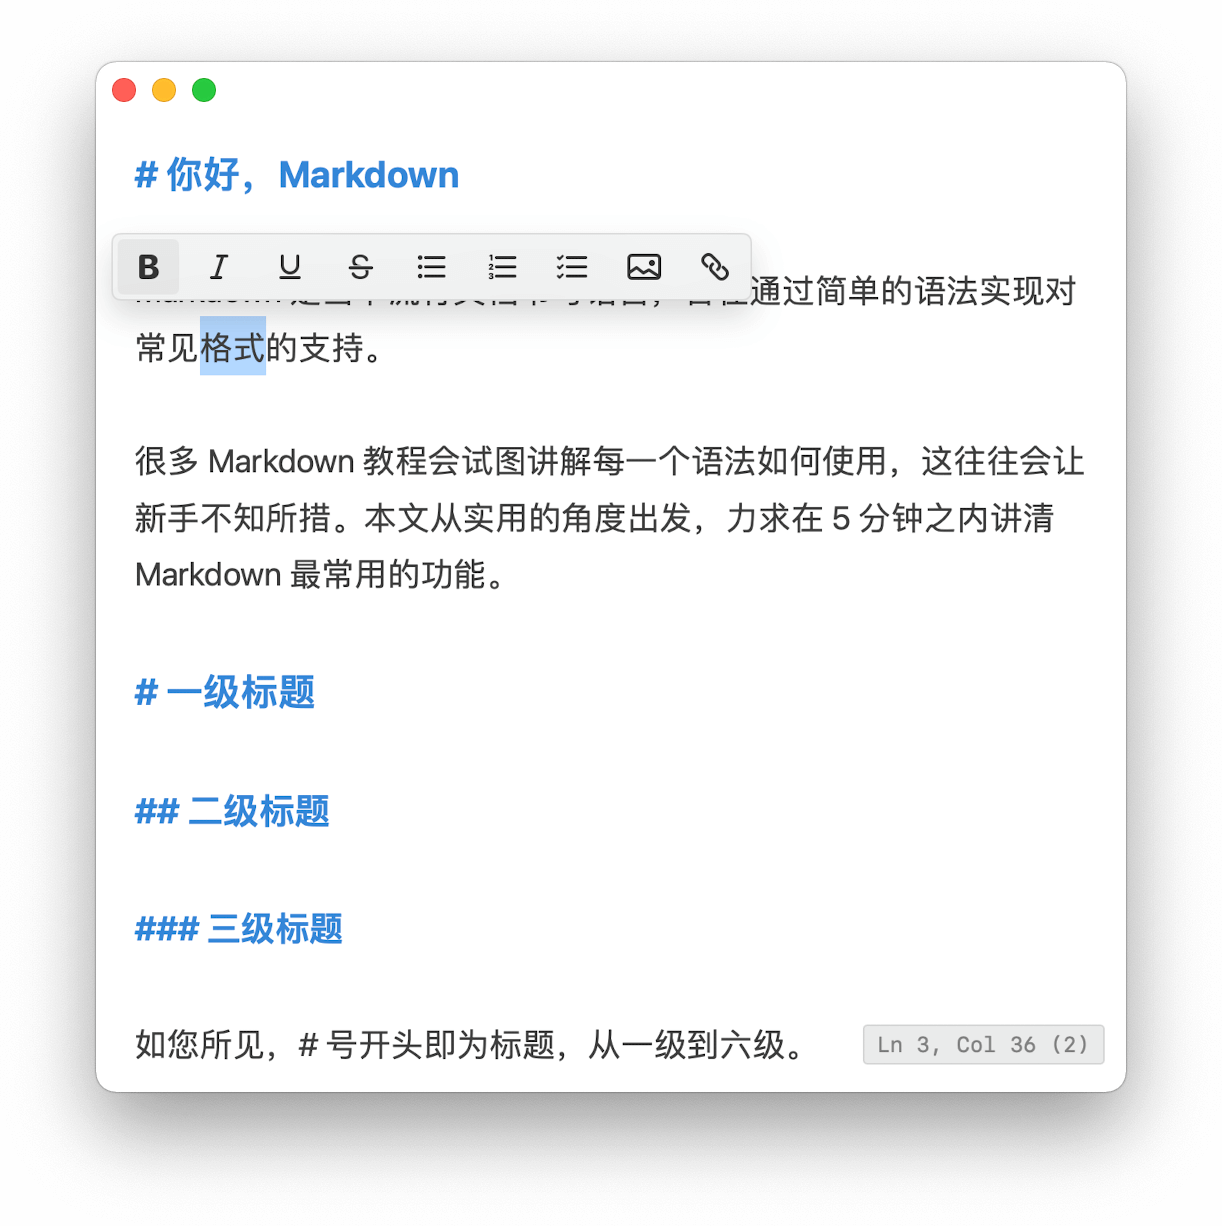 # 你好，Markdown
通过简单的语法实现对
常见格式的支持。
很多 Markdown 教程会试图讲解每一个语法如何使用，这往往会让
新手不知所措。本文从实用的角度出发，力求在 5 分钟之内讲清
Markdown 最常用的功能。
# 一级标题
## 二级标题
### 三级标题
如您所见，# 号开头即为标题，从一级到六级。
Ln 3, Col 36 (2)